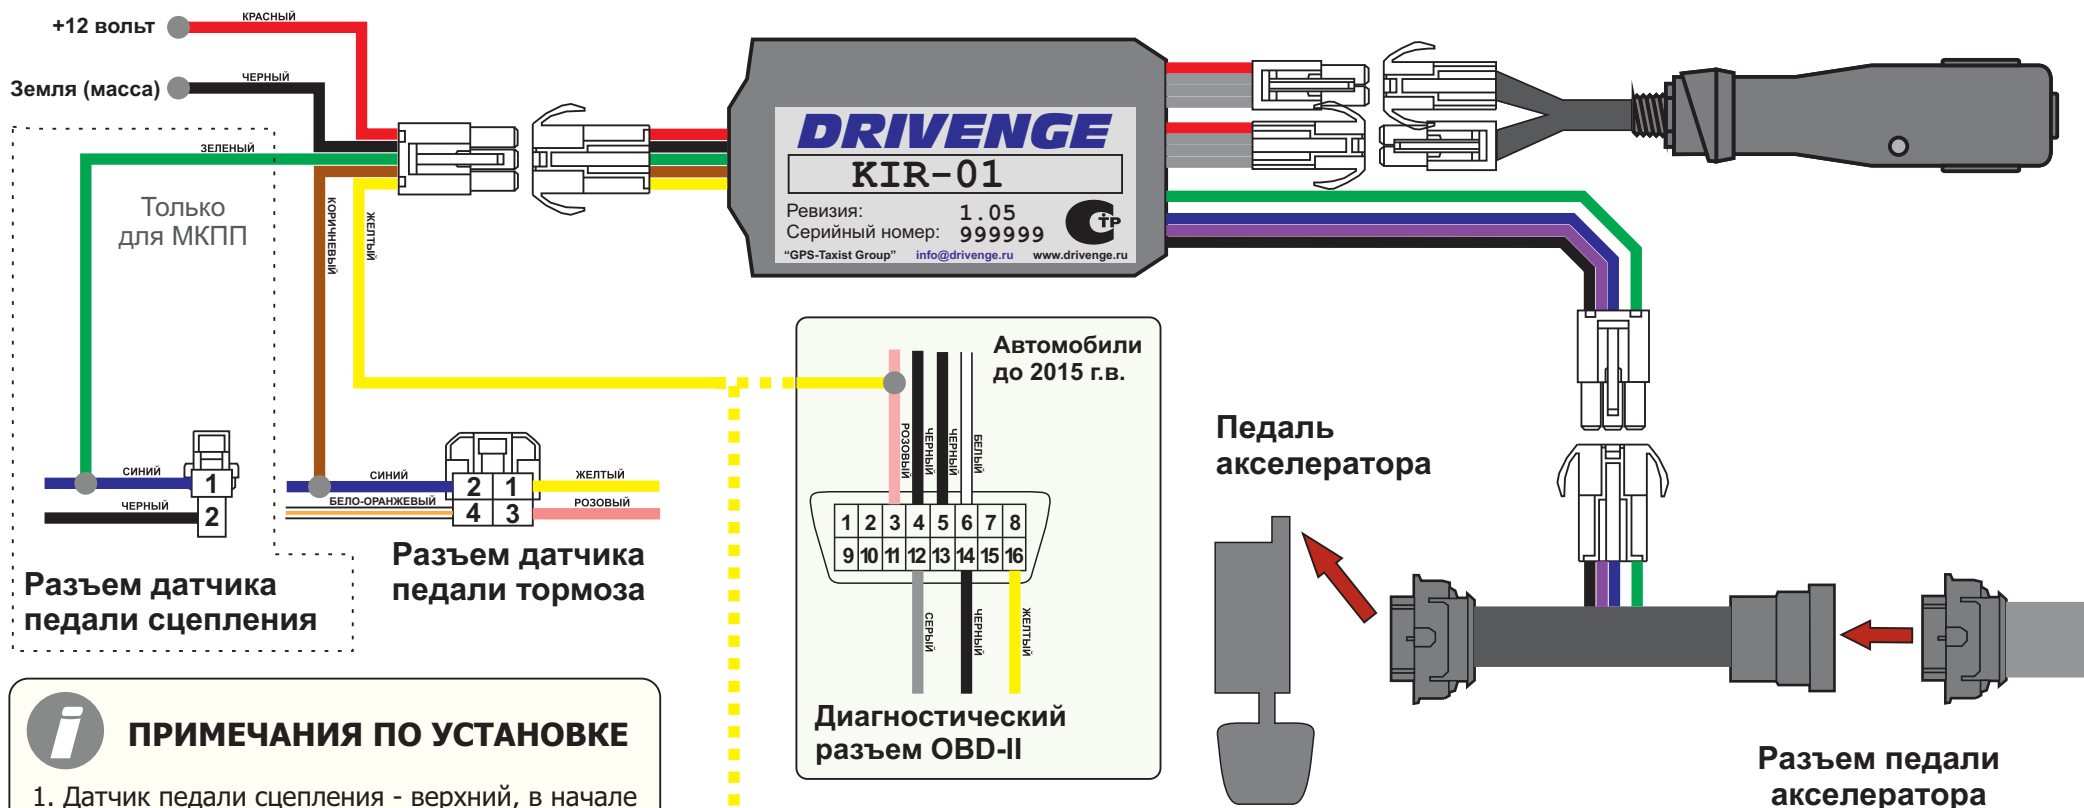 +12 вольт
КРАСНЫЙ
Земля (масса)
ЧЕРНЫЙ
ЗЕЛЕНЫЙ
Только
для МКПП
КОРИЧНЕВЫЙ
ЖЕЛТЫЙ
DRIVENGE
KIR-01
Ревизия: 1.05
Серийный номер: 999999
"GPS-Taxist Group" info@drivenge.ru www.drivenge.ru
СТР
СИНИЙ
1
ЧЕРНЫЙ
2
Разъем датчика
педали сцепления
СИНИЙ
2 1
ЖЕЛТЫЙ
БЕЛО-ОРАНЖЕВЫЙ
4 3
РОЗОВЫЙ
Разъем датчика
педали тормоза
Автомобили
до 2015 г.в.
РОЗОВЫЙ
ЧЕРНЫЙ
ЧЕРНЫЙ
БЕЛЫЙ
1 2 3 4 5 6 7 8
9 10 11 12 13 14 15 16
СЕРЫЙ
ЧЕРНЫЙ
ЖЕЛТЫЙ
Диагностический
разъем OBD-II
Педаль
акселератора
Разъем педали
акселератора
i
ПРИМЕЧАНИЯ ПО УСТАНОВКЕ
1. Датчик педали сцепления - верхний, в начале